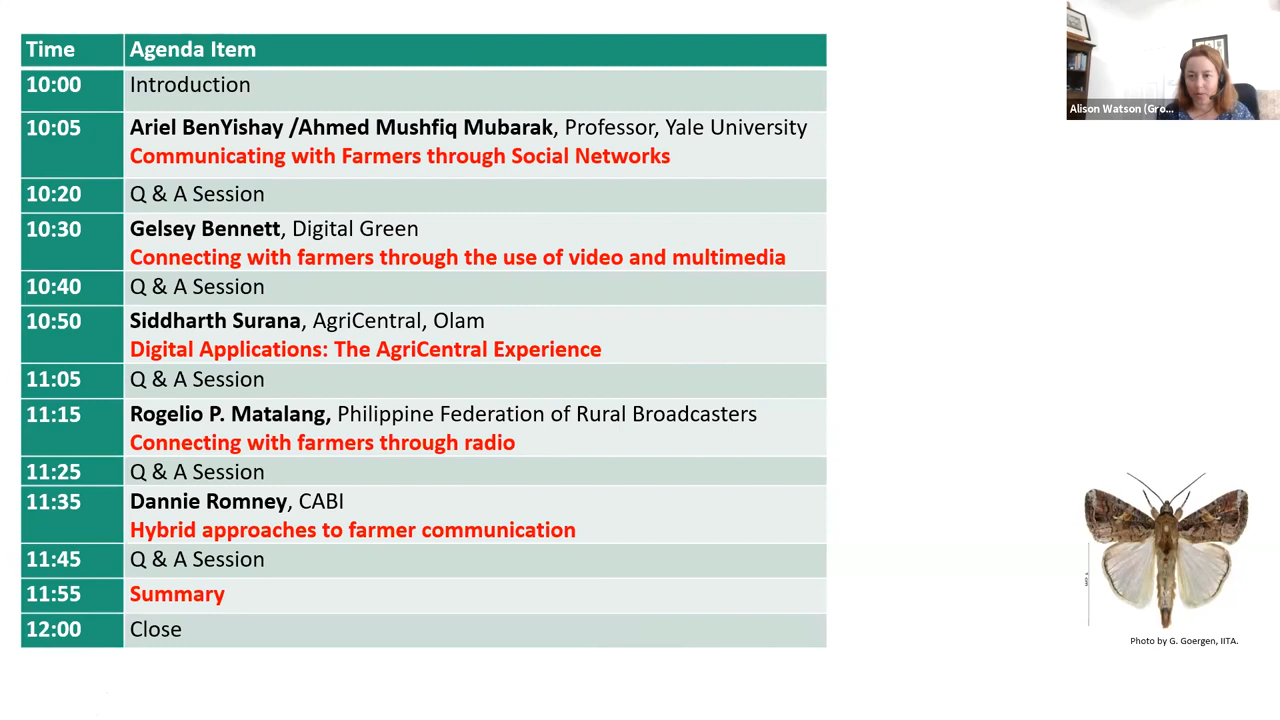 Time Agenda Item
10:00 Introduction
10:05 Ariel BenYishay /Ahmed Mushfiq Mubarak, Professor, Yale University
Communicating with Farmers through Social Networks
10:20 Q & A Session
10:30 Gelsey Bennett, Digital Green
Connecting with farmers through the use of video and multimedia
10:40 Q & A Session
10:50 Siddharth Surana, AgriCentral, Olam
Digital Applications: The AgriCentral Experience
11:05 Q & A Session
11:15 Rogelio P. Matalang, Philippine Federation of Rural Broadcasters
Connecting with farmers through radio
11:25 Q & A Session
11:35 Dannie Romney, CABI
Hybrid approaches to farmer communication
11:45 Q & A Session
11:55 Summary
12:00 Close
Alison Watson (Gro...
Photo by G. Goergen, IITA.